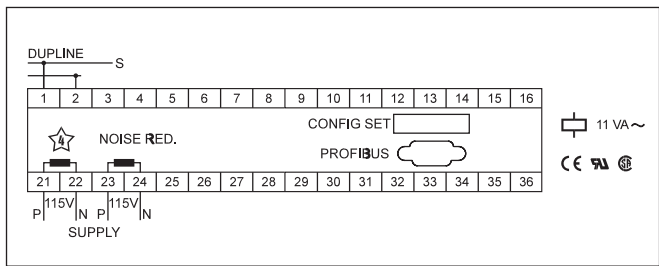 DUPLINE
S
1 2 3 4 5 6 7 8 9 10 11 12 13 14 15 16
CONFIG SET
11 VA ~
4
NOISE RED.
PROFIBUS
CE
21 22 23 24 25 26 27 28 29 30 31 32 33 34 35 36
P 115V N P 115V N
SUPPLY